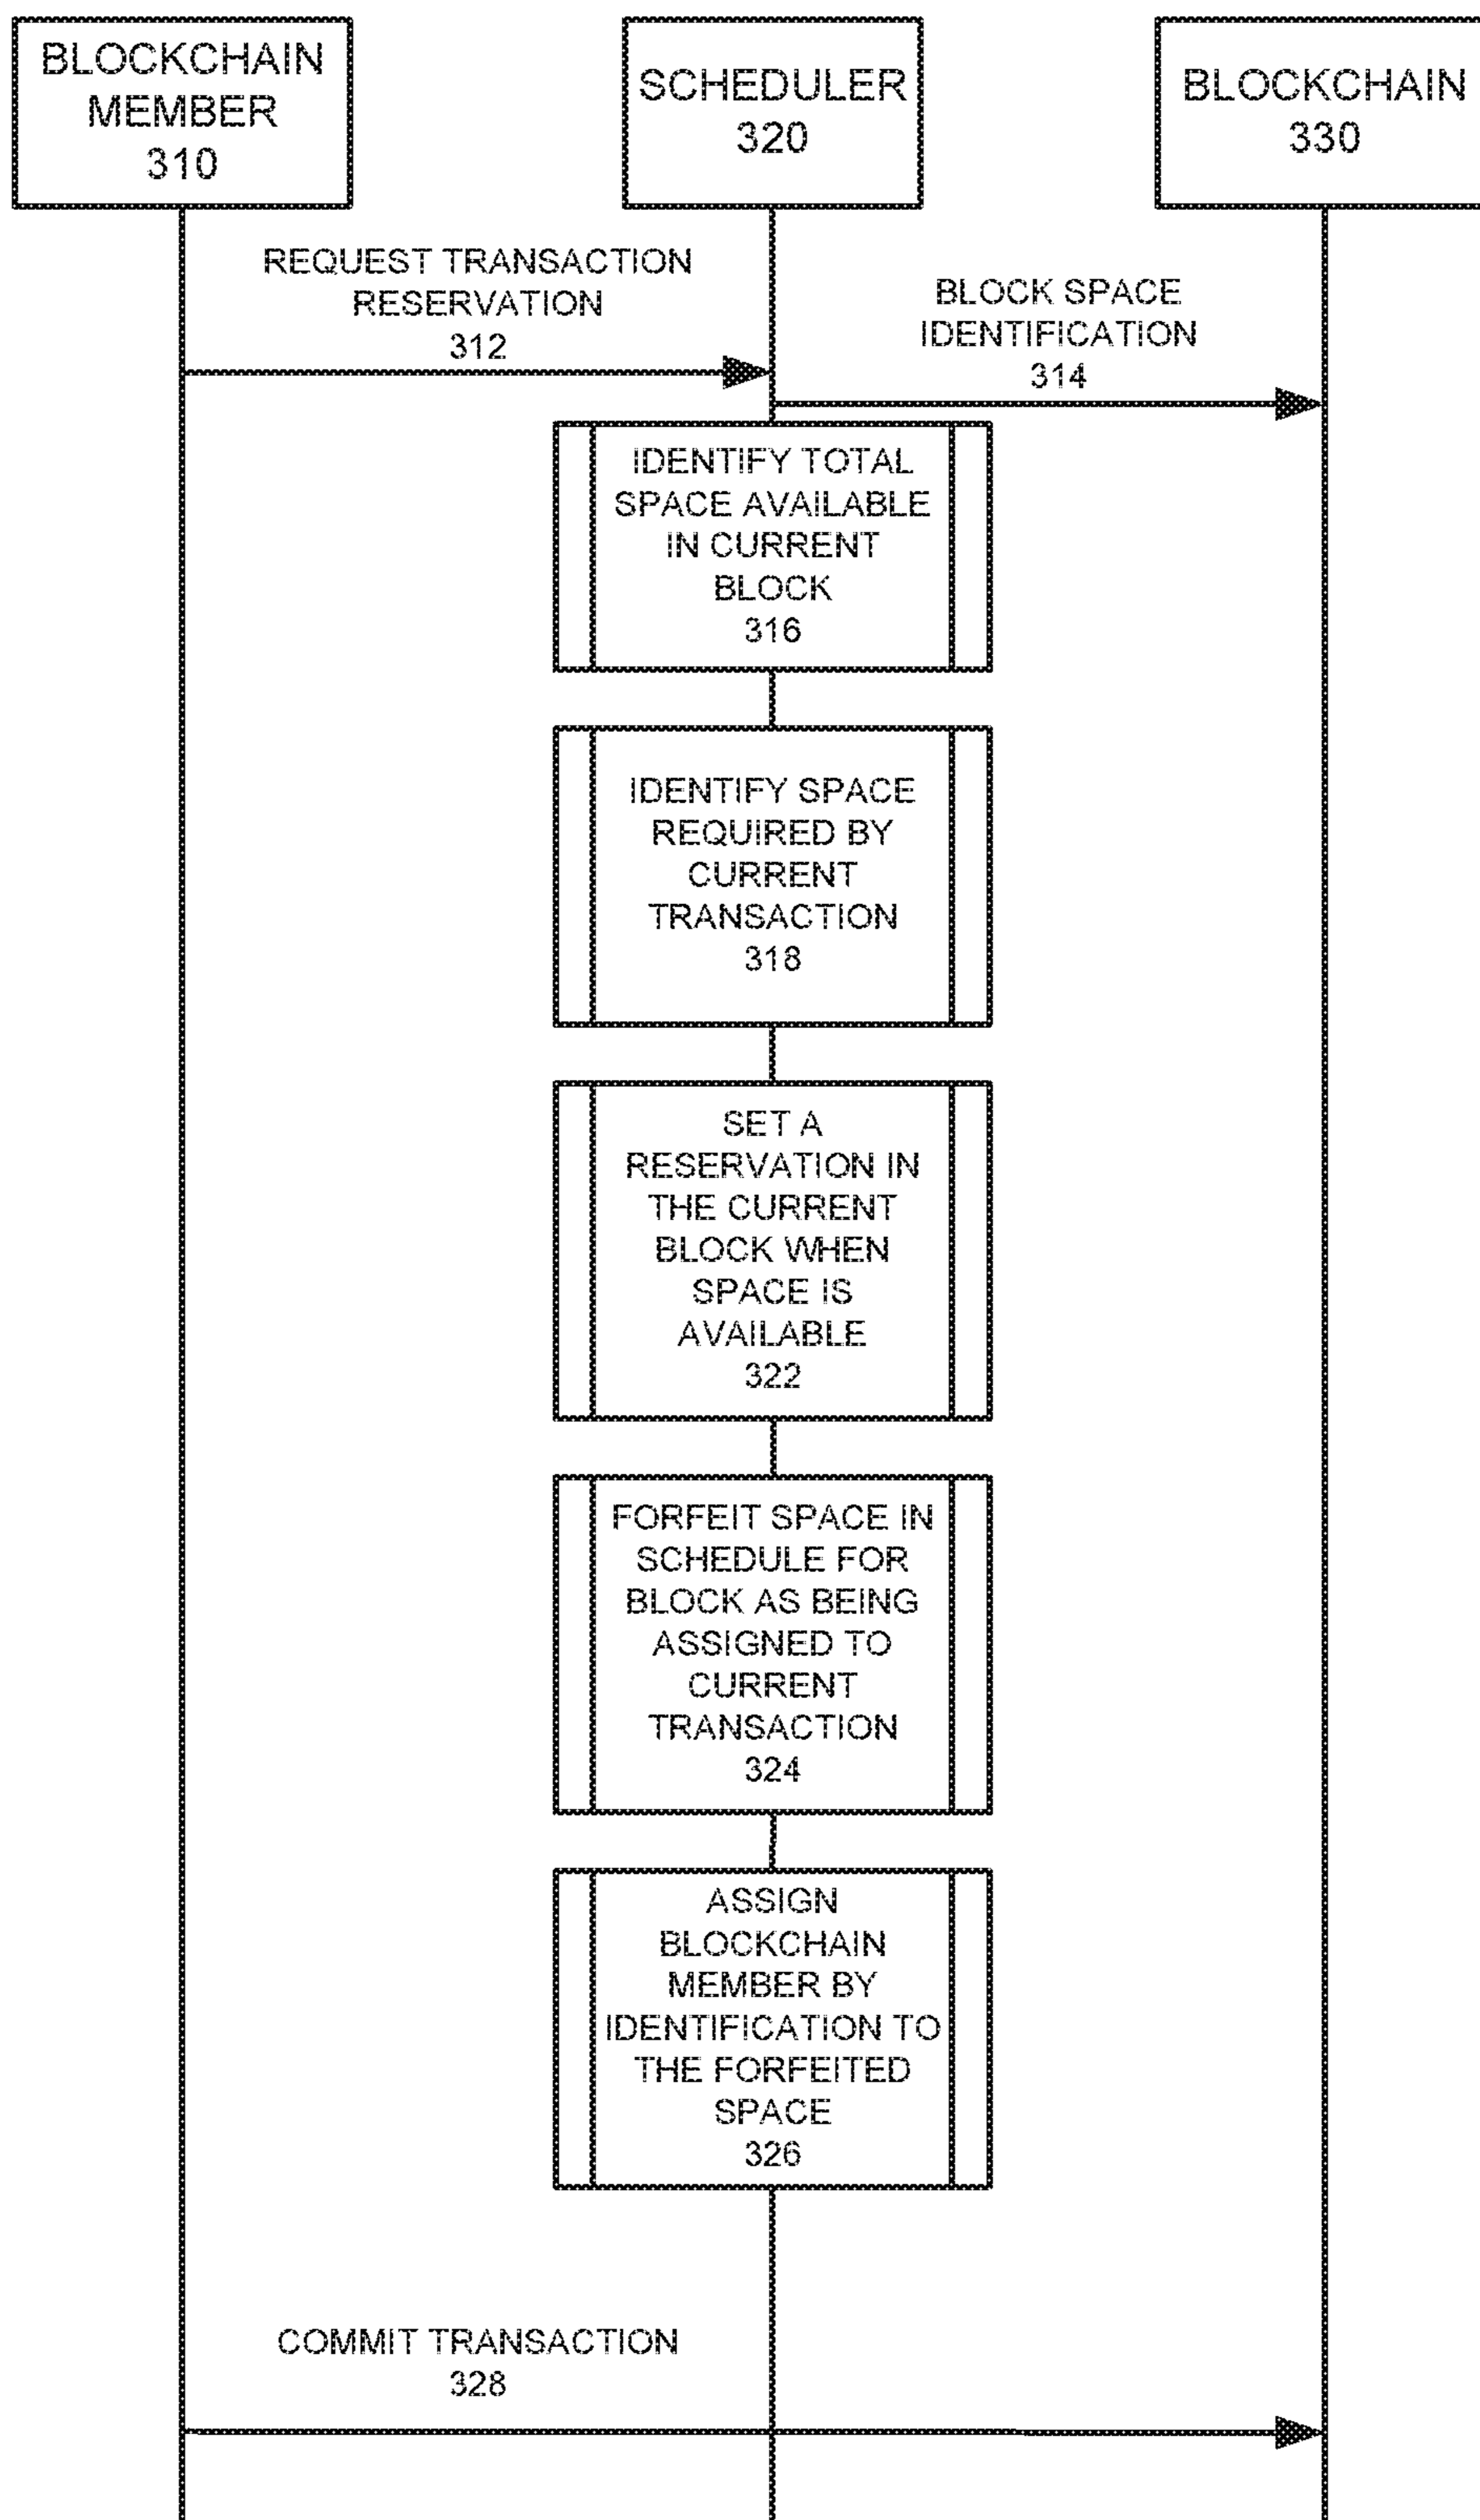 BLOCKCHAIN
MEMBER
310
SCHEDULER
320
BLOCKCHAIN
330
REQUEST TRANSACTION
RESERVATION
312
BLOCK SPACE
IDENTIFICATION
314
IDENTIFY TOTAL
SPACE AVAILABLE
IN CURRENT
BLOCK
316
IDENTIFY SPACE
REQUIRED BY
CURRENT
TRANSACTION
318
SET A
RESERVATION IN
THE CURRENT
BLOCK WHEN
SPACE IS
AVAILABLE
322
FORFEIT SPACE IN
SCHEDULE FOR
BLOCK AS BEING
ASSIGNED TO
CURRENT
TRANSACTION
324
ASSIGN
BLOCKCHAIN
MEMBER BY
IDENTIFICATION TO
THE FORFEITED
SPACE
326
COMMIT TRANSACTION
328